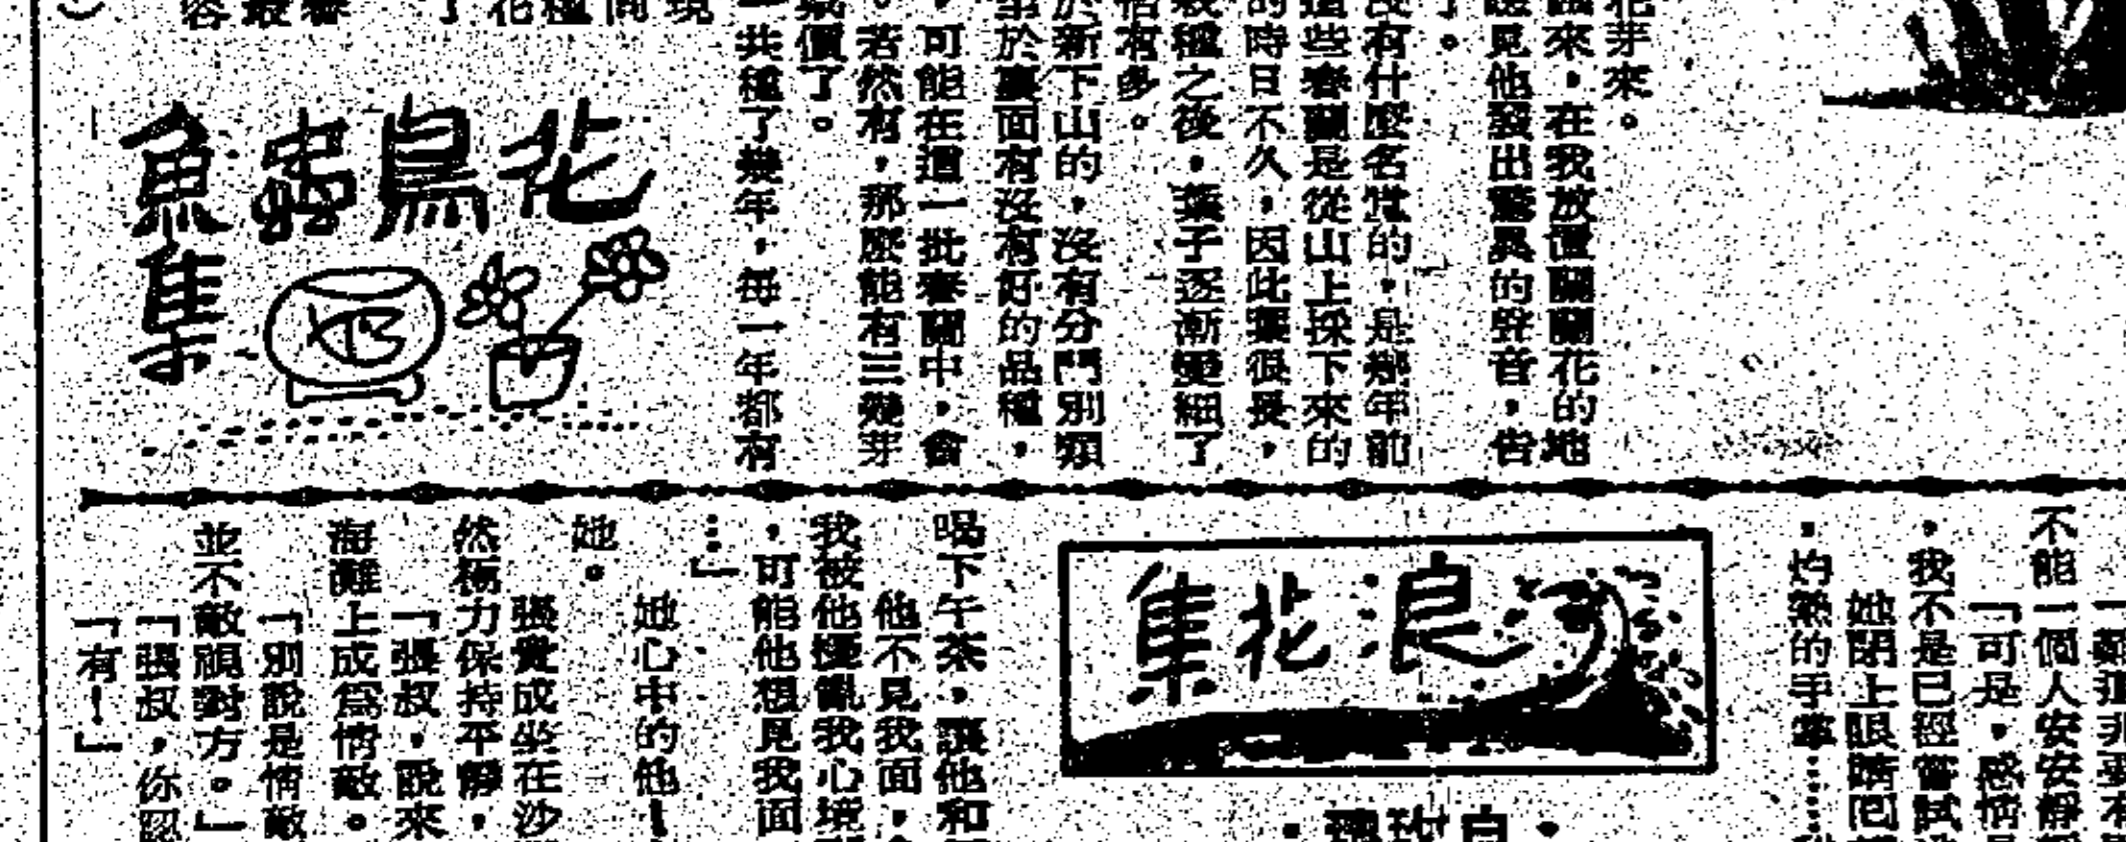 花芽來。
出來，在我放置蘭花的地
聽見他發出驚異的聲音，告
了。
沒有什麼名堂的，是幾年前
這些春蘭是從山上採下來的
的時日不久，因此葉很長，
幾種之後，葉子逐漸變細了
有多。
於新下山的，沒有分門別類
至於裏面有沒有好的品種，
，可能在這一批春蘭中，會
。若然有，那麼能有三幾芽
價了。
一共種了幾年，每一年都有
花鳥蟲魚
集
不能一個人安安靜
「可是，感情是
，我不是已經嘗試
她閉上眼睛回
，灼熱的手掌……
浪花集
喝下午茶，讓他和
他不見我面，
我被他擾亂我心境
，可能他想見我面
…」
她心中的他！
她。
張覺成坐在沙
然極力保持平靜，
「張叔，說來
海灘上成爲情敵。
「別說是情敵
並不敵視對方。」
「張叔，你認
「有！」